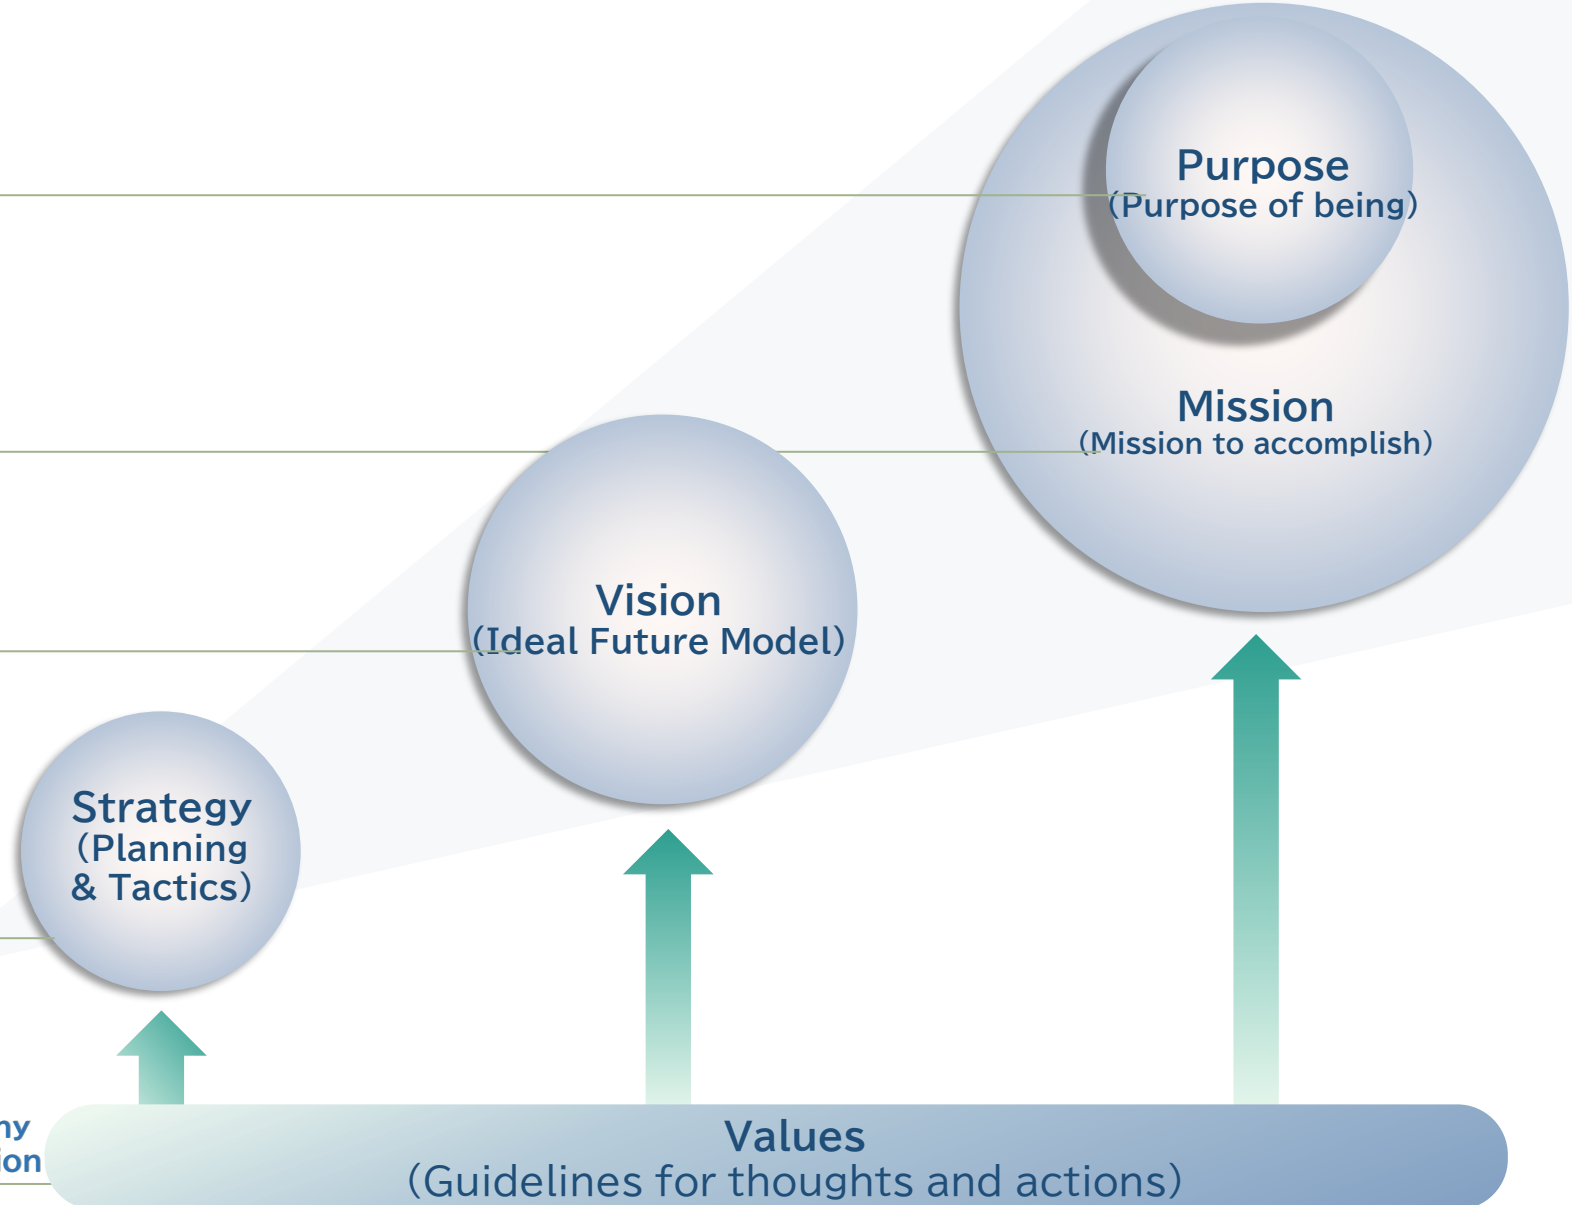 Purpose
(Purpose of being)
Mission
(Mission to accomplish)
Vision
(Ideal Future Model)
Strategy
(Planning
& Tactics)
Values
(Guidelines for thoughts and actions)